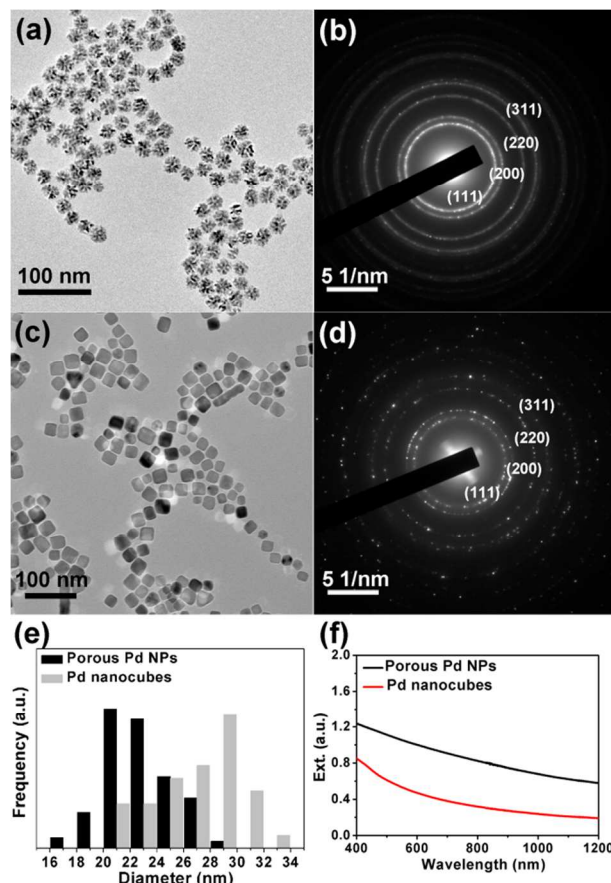 (a)
100 nm
(b)
(311)
(220)
(200)
(111)
5 1/nm
(c)
100 nm
(d)
(311)
(220)
(200)
(111)
5 1/nm
(e)
Porous Pd NPs
Pd nanocubes
Frequency (a.u.)
16 18 20 22 24 26 28 30 32 34
Diameter (nm)
(f)
Porous Pd NPs
Pd nanocubes
Ext. (a.u.)
2.0
1.6
1.2
0.8
0.4
0.0
400 600 800 1000 1200
Wavelength (nm)